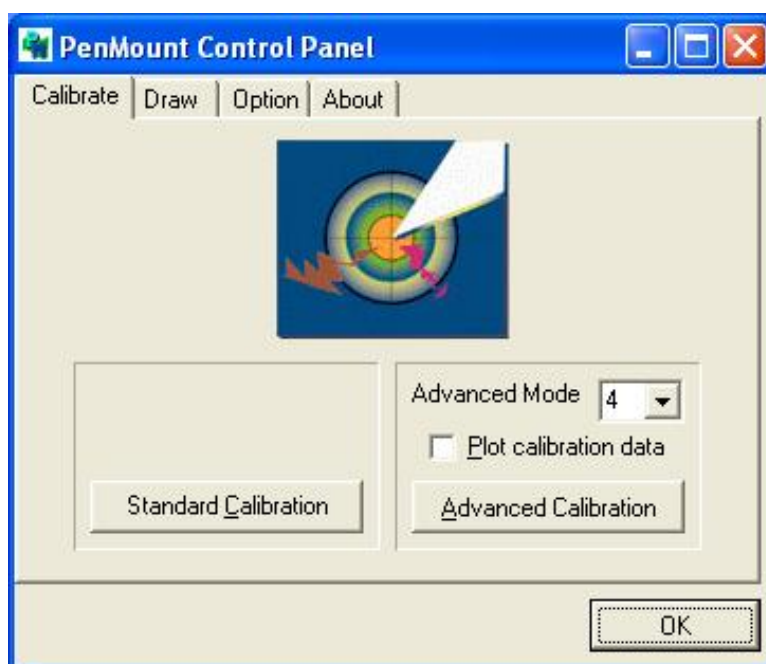 PenMount Control Panel
Calibrate Draw Option About
Advanced Mode 4
Plot calibration data
Standard Calibration
Advanced Calibration
OK